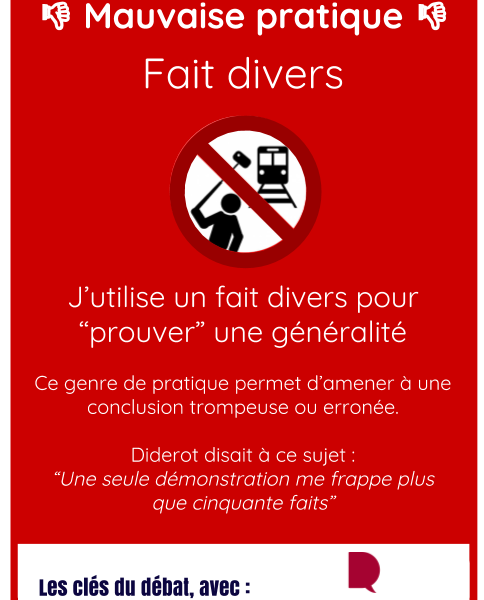 Mauvaise pratique
Fait divers
J’utilise un fait divers pour
“prouver” une généralité
Ce genre de pratique permet d’amener à une
conclusion trompeuse ou erronée.
Diderot disait à ce sujet :
“Une seule démonstration me frappe plus
que cinquante faits”
Les clés du débat, avec :